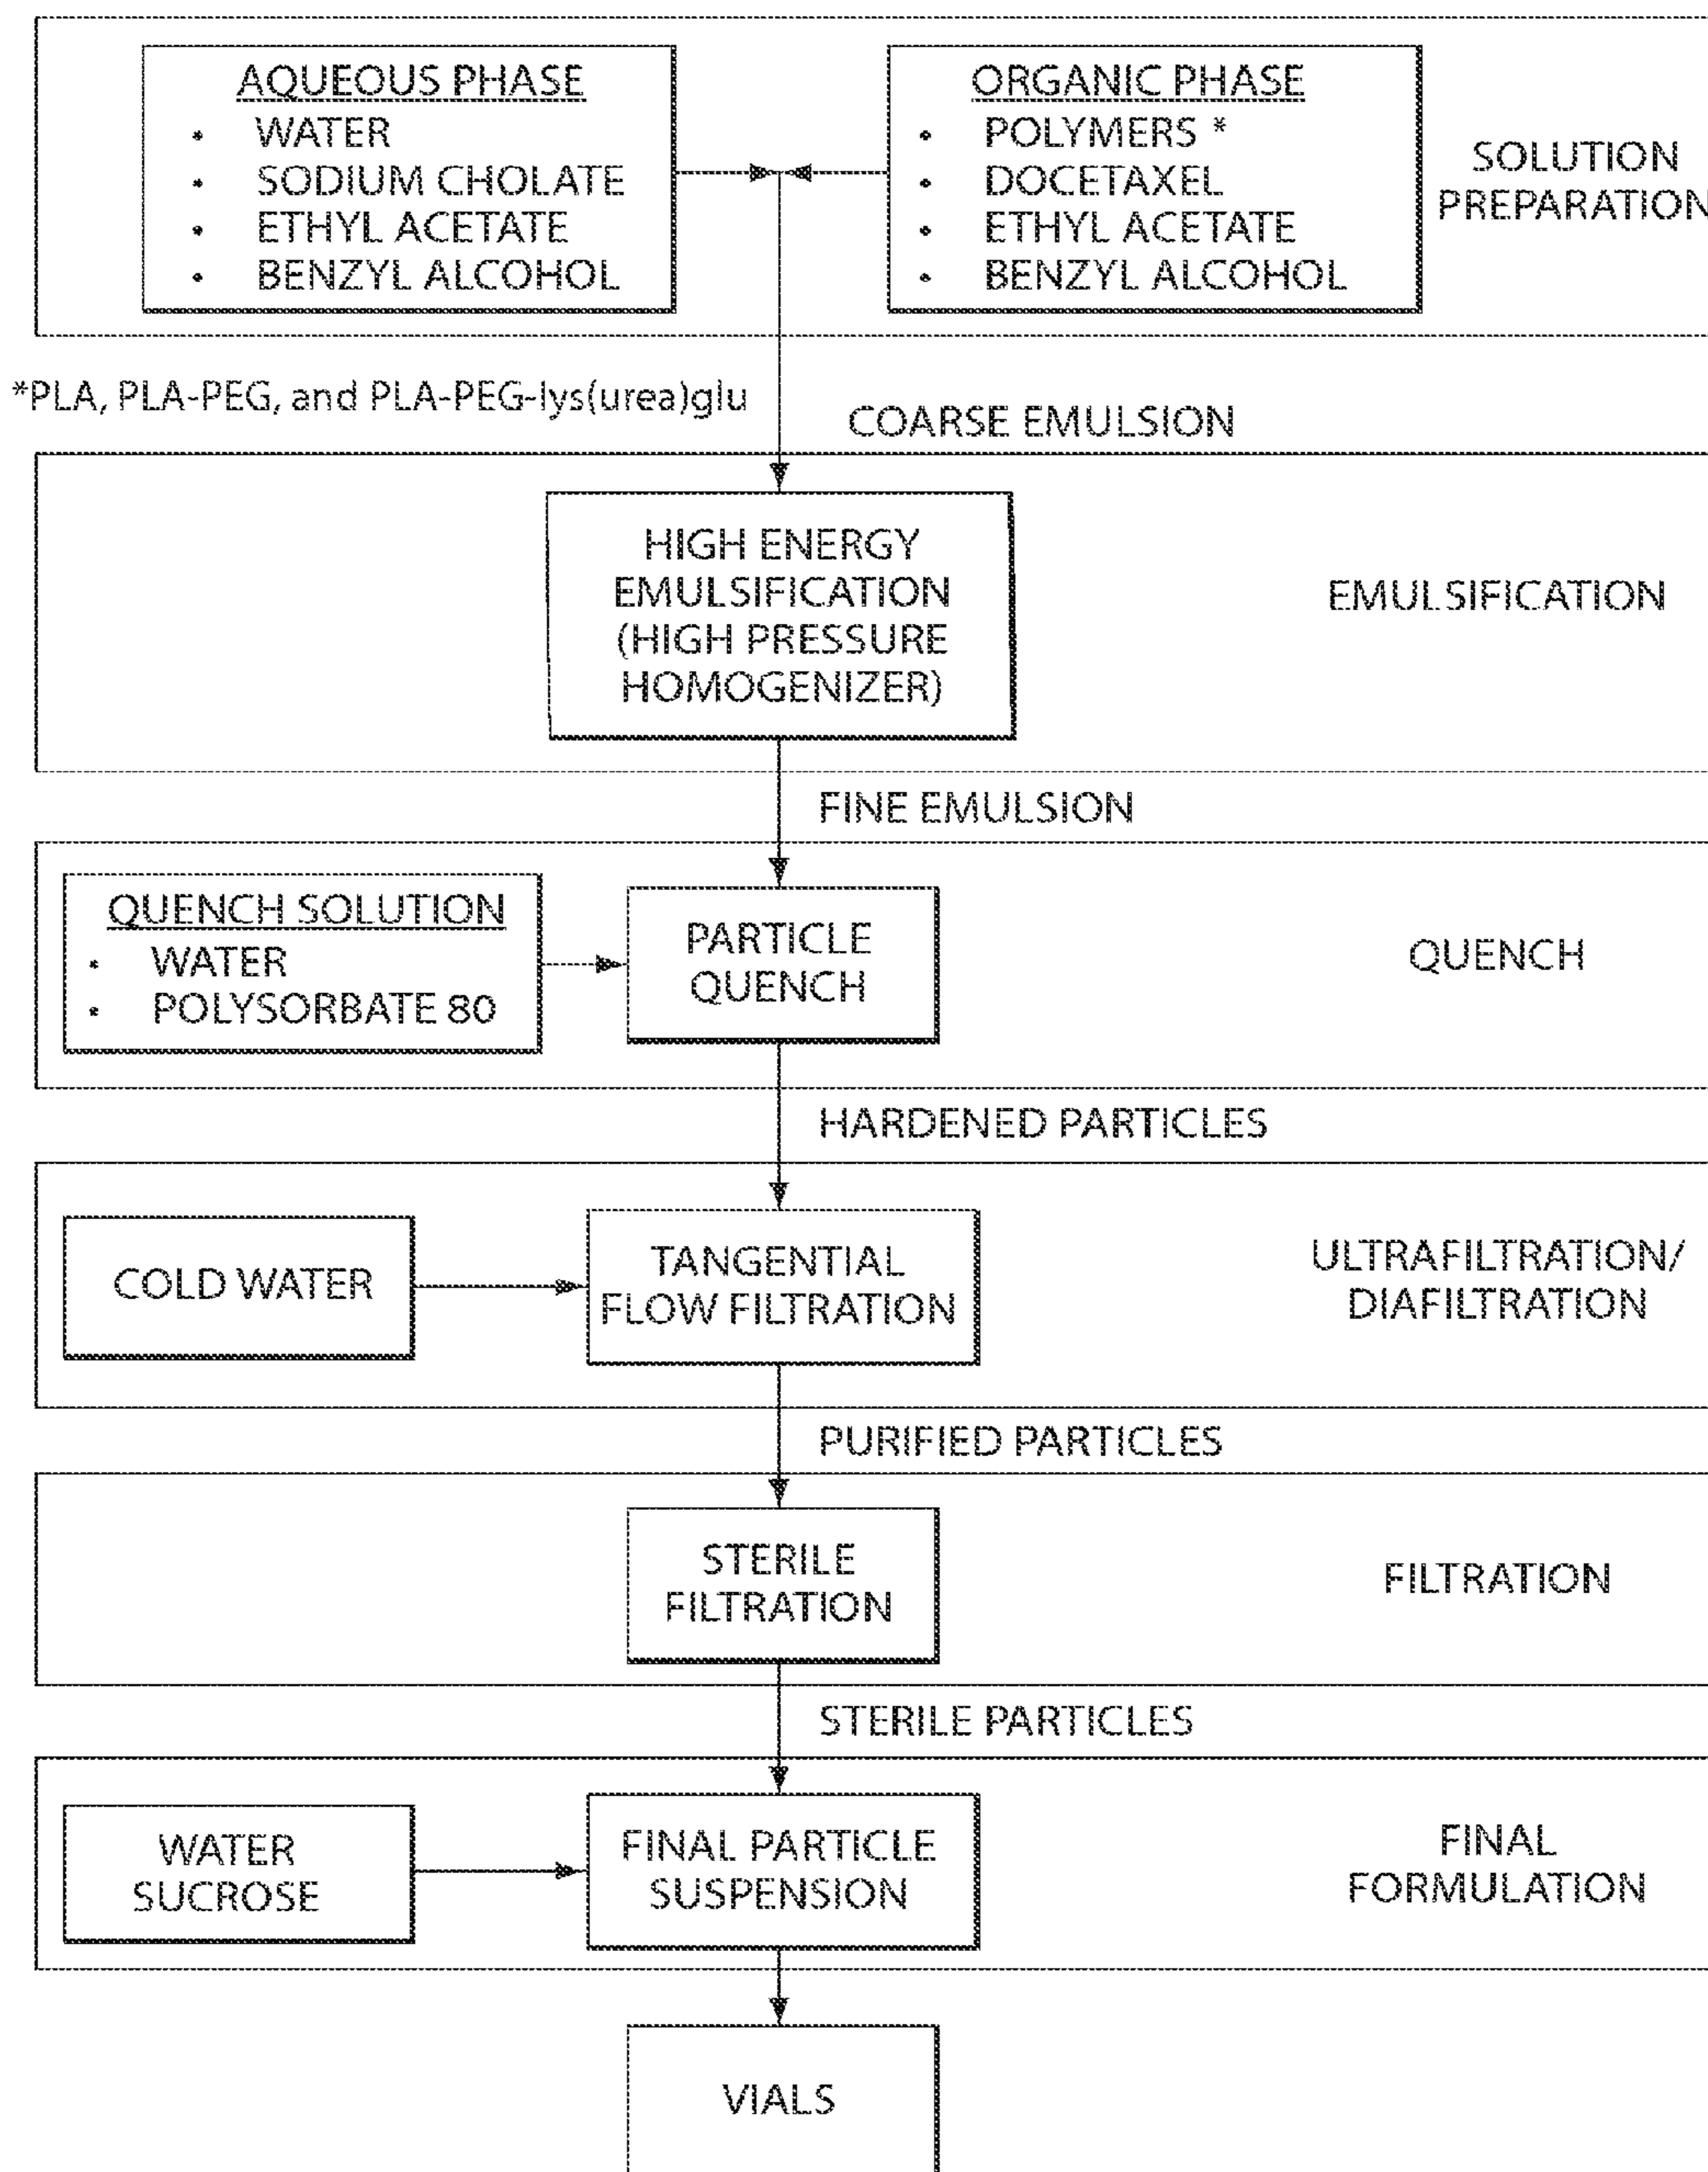 AQUEOUS PHASE
• WATER
• SODIUM CHOLATE
• ETHYL ACETATE
• BENZYL ALCOHOL
ORGANIC PHASE
• POLYMERS *
• DOCETAXEL
• ETHYL ACETATE
• BENZYL ALCOHOL
SOLUTION
PREPARATION
*PLA, PLA-PEG, and PLA-PEG-lys(urea)glu
COARSE EMULSION
HIGH ENERGY
EMULSIFICATION
(HIGH PRESSURE
HOMOGENIZER)
EMULSIFICATION
FINE EMULSION
QUENCH SOLUTION
• WATER
• POLYSORBATE 80
PARTICLE
QUENCH
QUENCH
HARDENED PARTICLES
COLD WATER
TANGENTIAL
FLOW FILTRATION
ULTRAFILTRATION/
DIAFILTRATION
PURIFIED PARTICLES
STERILE
FILTRATION
FILTRATION
STERILE PARTICLES
WATER
SUCROSE
FINAL PARTICLE
SUSPENSION
FINAL
FORMULATION
VIALS